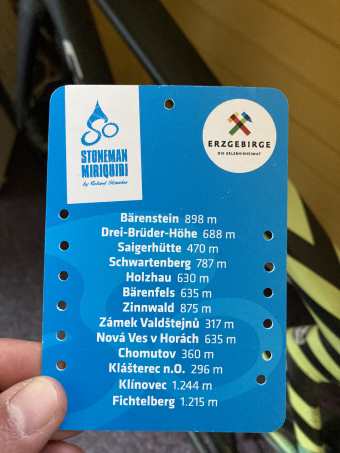 STONEMAN
MIRIQUIDI
by Roland Stauder
ERZGEBIRGE
DIE ERLEBNISHEIMAT
Bärenstein 898 m
Drei-Brüder-Höhe 688 m
Saigerhütte 470 m
Schwartenberg 787 m
Holzhau 630 m
Bärenfels 635 m
Zinnwald 875 m
Zámek Valdštejnů 317 m
Nová Ves v Horách 635 m
Chomutov 360 m
Klášterec n.O. 296 m
Klínovec 1.244 m
Fichtelberg 1.215 m